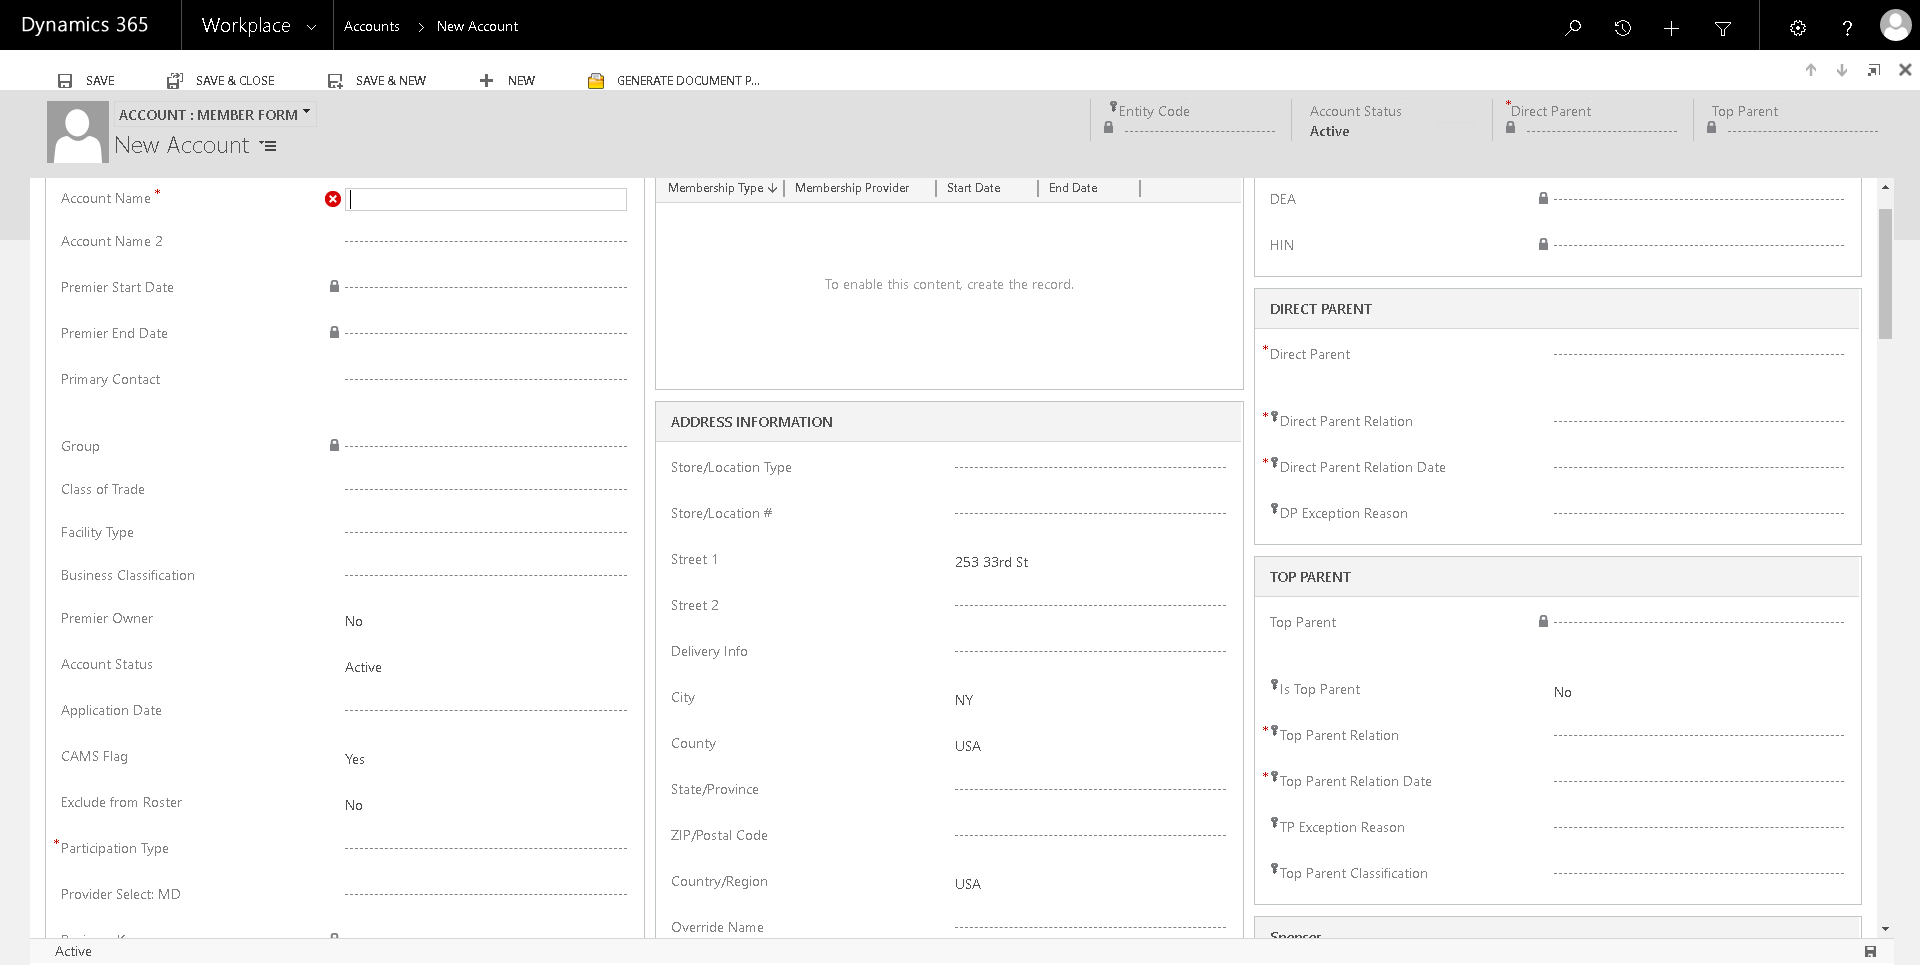 Dynamics 365
Workplace
Accounts > New Account
SAVE
SAVE & CLOSE
SAVE & NEW
NEW
GENERATE DOCUMENT P...
ACCOUNT : MEMBER FORM
New Account
Entity Code
Account Status
Active
*Direct Parent
Top Parent
Account Name *
Account Name 2
Premier Start Date
Premier End Date
Primary Contact
Group
Class of Trade
Facility Type
Business Classification
Premier Owner No
Account Status Active
Application Date
CAMS Flag Yes
Exclude from Roster No
*Participation Type
Provider Select: MD
Membership Type Membership Provider Start Date End Date
To enable this content, create the record.
ADDRESS INFORMATION
Store/Location Type
Store/Location #
Street 1 253 33rd St
Street 2
Delivery Info
City NY
County USA
State/Province
ZIP/Postal Code
Country/Region USA
Override Name
DEA
HIN
DIRECT PARENT
*Direct Parent
*Direct Parent Relation
*Direct Parent Relation Date
DP Exception Reason
TOP PARENT
Top Parent
Is Top Parent No
*Top Parent Relation
*Top Parent Relation Date
TP Exception Reason
Top Parent Classification
Sponsor
Active